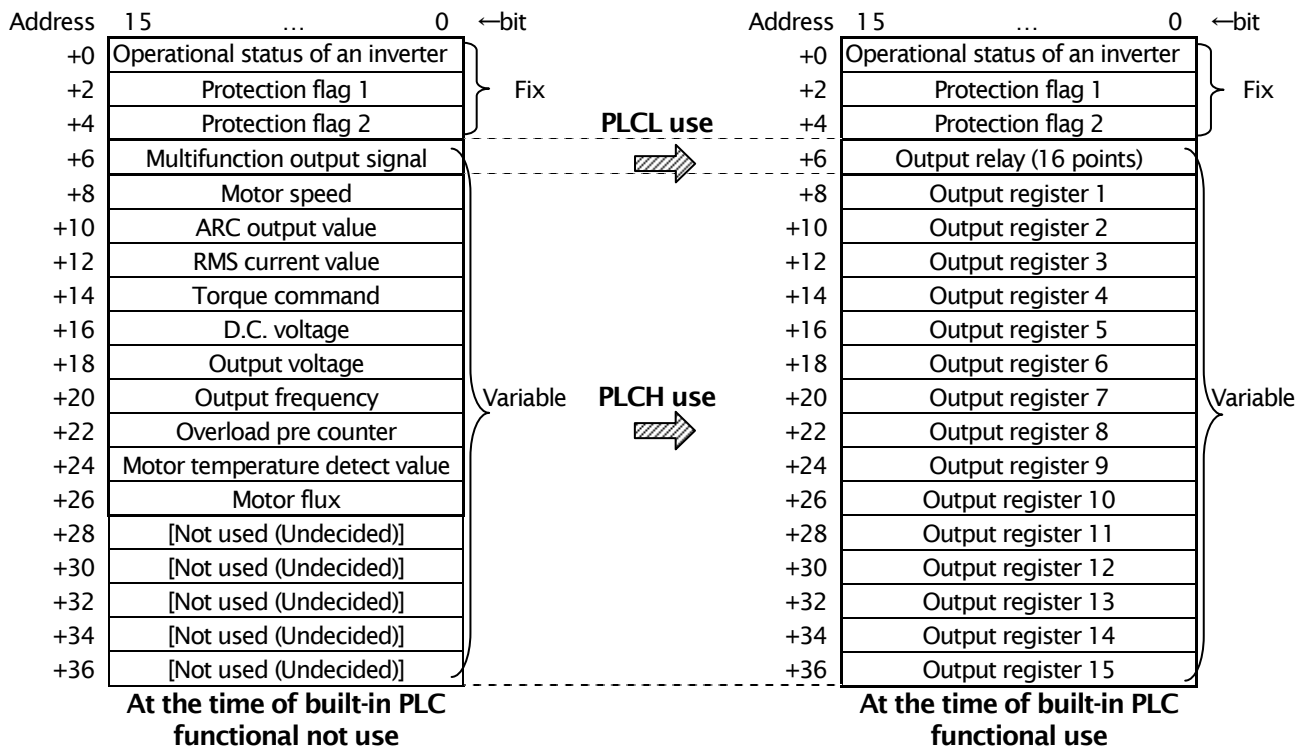 Address 15 … 0 ←bit Address 15 … 0 ←bit
+0 Operational status of an inverter +0 Operational status of an inverter
+2 Protection flag 1 Fix +2 Protection flag 1 Fix
+4 Protection flag 2 PLCL use +4 Protection flag 2
+6 Multifunction output signal +6 Output relay (16 points)
+8 Motor speed +8 Output register 1
+10 ARC output value +10 Output register 2
+12 RMS current value +12 Output register 3
+14 Torque command +14 Output register 4
+16 D.C. voltage +16 Output register 5
+18 Output voltage +18 Output register 6
+20 Output frequency Variable PLCH use +20 Output register 7 Variable
+22 Overload pre counter +22 Output register 8
+24 Motor temperature detect value +24 Output register 9
+26 Motor flux +26 Output register 10
+28 [Not used (Undecided)] +28 Output register 11
+30 [Not used (Undecided)] +30 Output register 12
+32 [Not used (Undecided)] +32 Output register 13
+34 [Not used (Undecided)] +34 Output register 14
+36 [Not used (Undecided)] +36 Output register 15
At the time of built-in PLC At the time of built-in PLC
functional not use functional use